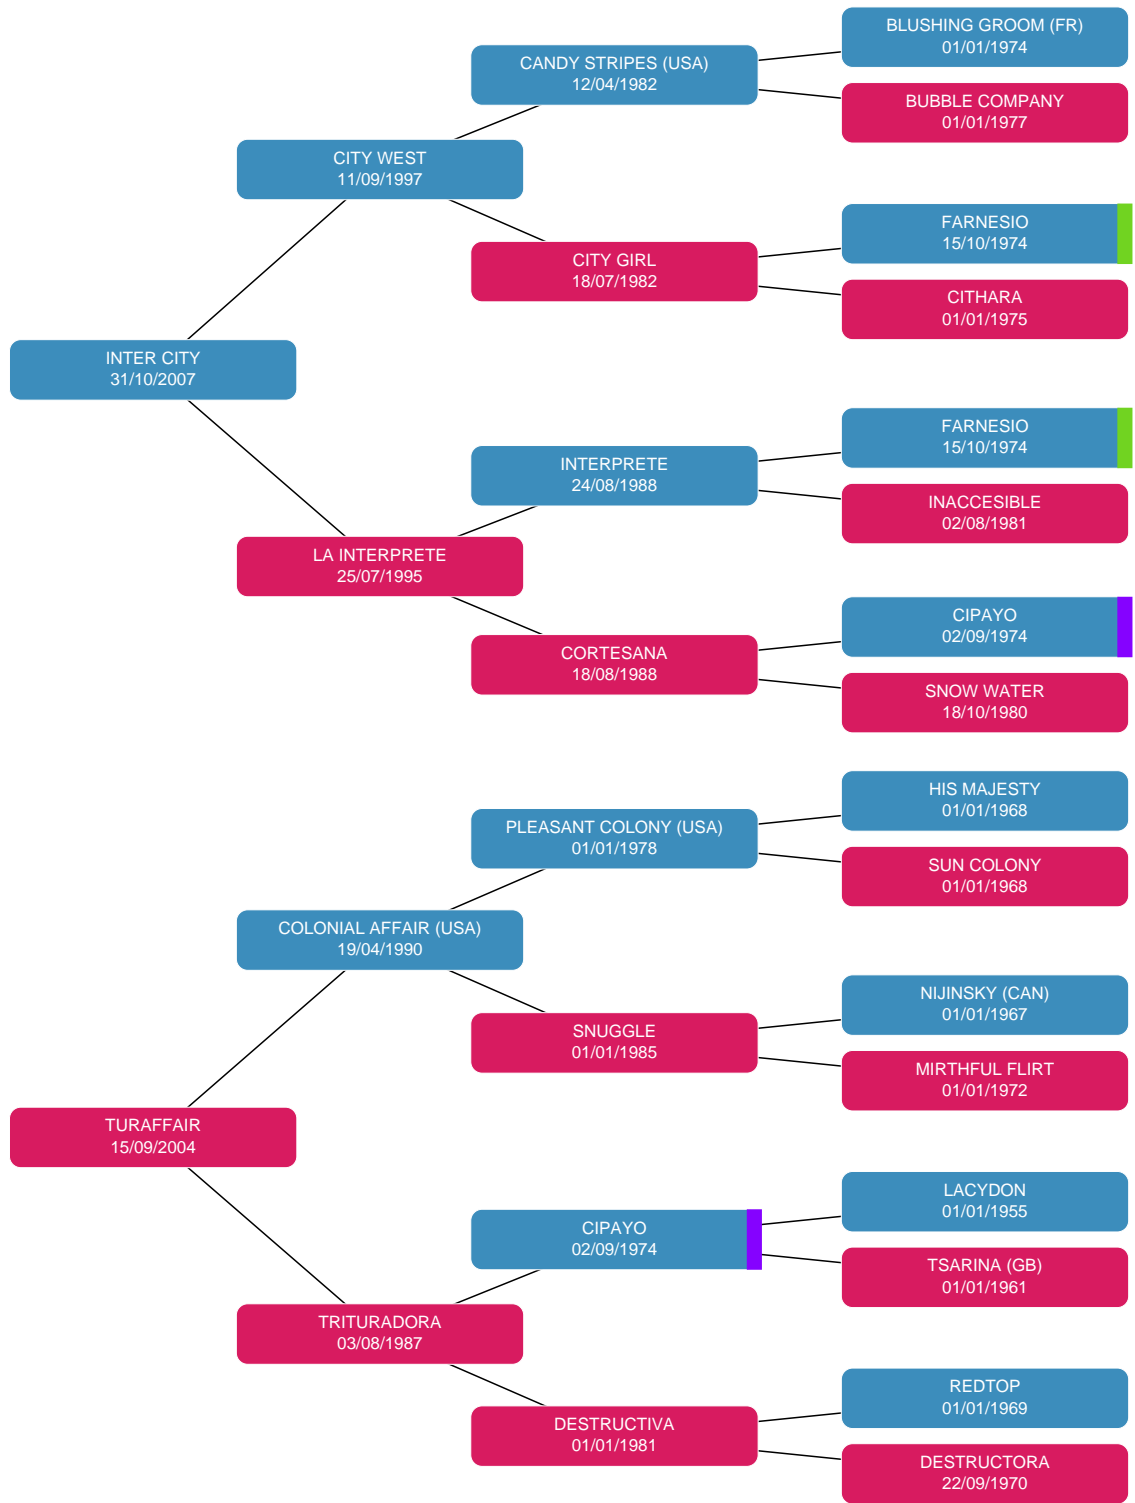 BLUSHING GROOM (FR)
01/01/1974
CANDY STRIPES (USA)
12/04/1982
BUBBLE COMPANY
01/01/1977
CITY WEST
11/09/1997
FARNESIO
15/10/1974
CITY GIRL
18/07/1982
CITHARA
01/01/1975
INTER CITY
31/10/2007
FARNESIO
15/10/1974
INTERPRETE
24/08/1988
INACCESIBLE
02/08/1981
LA INTERPRETE
25/07/1995
CIPAYO
02/09/1974
CORTESANA
18/08/1988
SNOW WATER
18/10/1980
HIS MAJESTY
01/01/1968
PLEASANT COLONY (USA)
01/01/1978
SUN COLONY
01/01/1968
COLONIAL AFFAIR (USA)
19/04/1990
NIJINSKY (CAN)
01/01/1967
SNUGGLE
01/01/1985
MIRTHFUL FLIRT
01/01/1972
TURAFFAIR
15/09/2004
LACYDON
01/01/1955
CIPAYO
02/09/1974
TSARINA (GB)
01/01/1961
TRITURADORA
03/08/1987
REDTOP
01/01/1969
DESTRUCTIVA
01/01/1981
DESTRUCTORA
22/09/1970